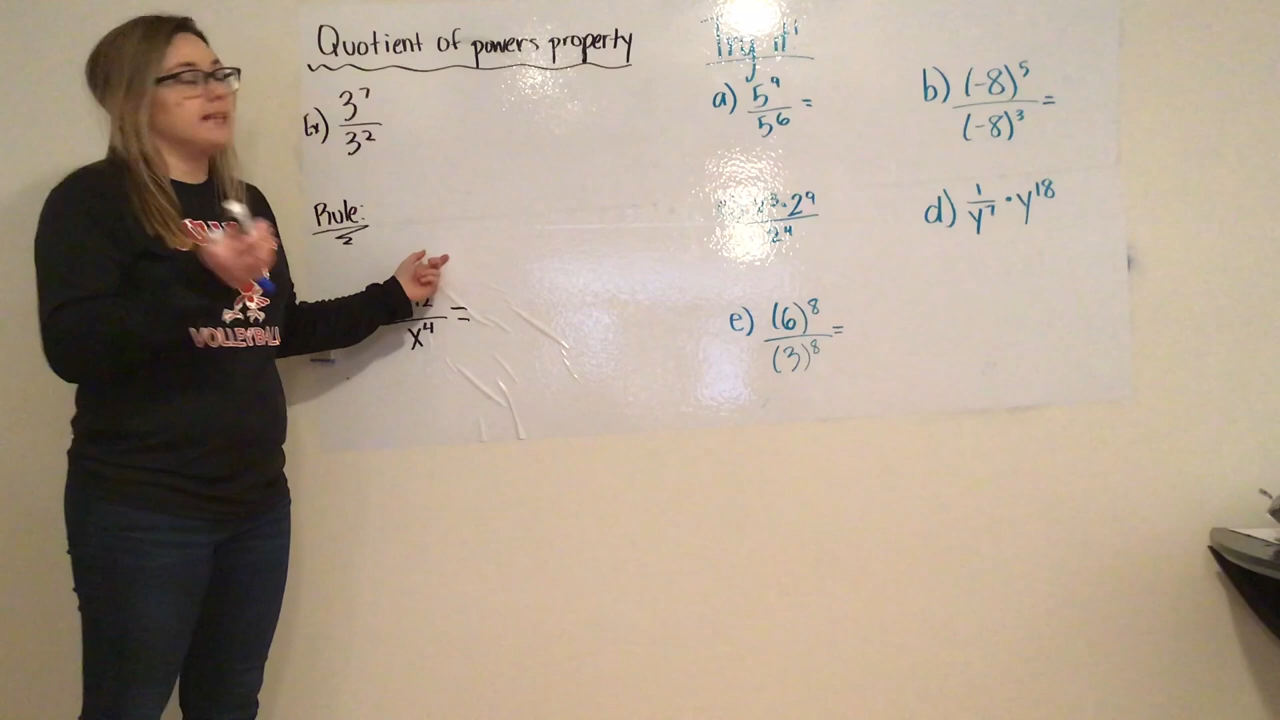 Quotient of powers property
Ex) 3⁷
3²
Rule:
x⁴ =
Try it!
a) 5⁹ =
5⁶
b) (-8)⁵ =
(-8)³
· 2⁹
2⁴
d) 1/y⁷ · y¹⁸
e) (6)⁸ =
(3)⁸
VOLLEYBALL